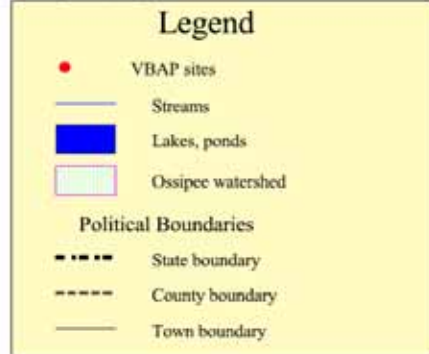 Legend
VBAP sites
Streams
Lakes, ponds
Ossipee watershed
Political Boundaries
State boundary
County boundary
Town boundary